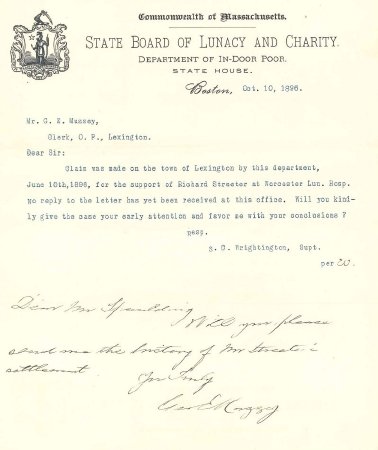 Commonwealth of Massachusetts.
STATE BOARD OF LUNACY AND CHARITY.
DEPARTMENT OF IN-DOOR POOR.
STATE HOUSE.
Boston, Oct. 10, 1896.
Mr. G. E. Muzzey,
Clerk, O. P., Lexington.
Dear Sir:
Claim was made on the town of Lexington by this department,
June 10th,1896, for the support of Richard Streeter at Worcester Lun. Hosp.
No reply to the letter has yet been received at this office. Will you kind-
ly give the case your early attention and favor me with your conclosions ?
Resp.
S. C. Wrightington, Supt.
per
Dear Mr Spaulding
Will you please
send me the history of Mr Streeter's
settlement
Yrs Truly
Geo E Muzzey